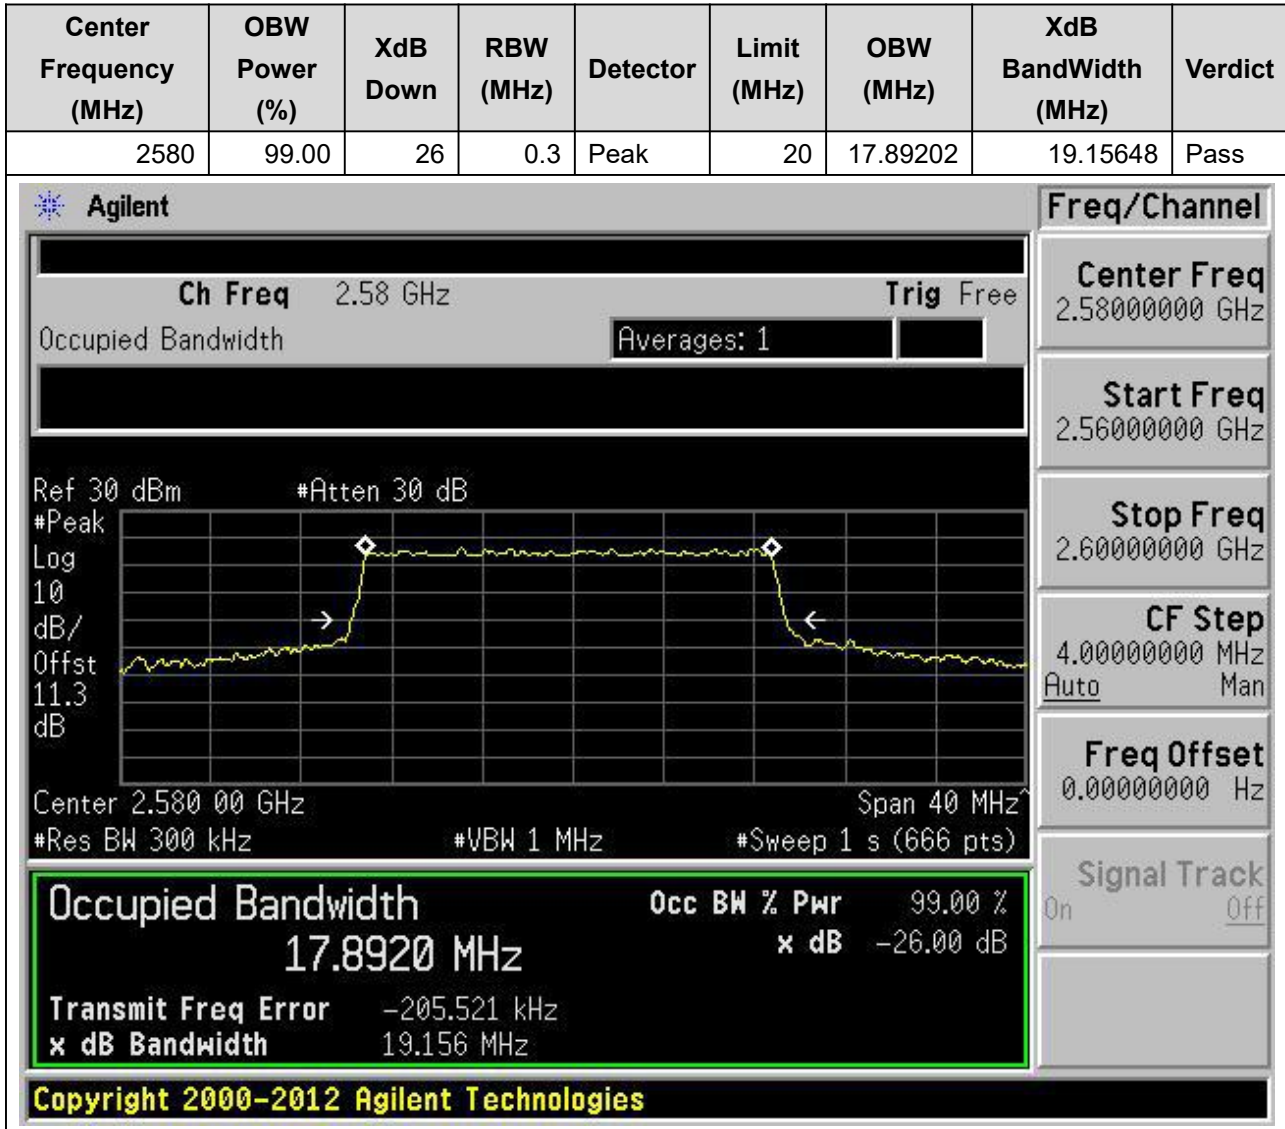 Center Frequency (MHz) OBW Power (%) XdB Down RBW (MHz) Detector Limit (MHz) OBW (MHz) XdB BandWidth (MHz) Verdict
2580 99.00 26 0.3 Peak 20 17.89202 19.15648 Pass
Agilent
Freq/Channel
Ch Freq 2.58 GHz Trig Free
Occupied Bandwidth Averages: 1
Center Freq
2.58000000 GHz
Start Freq
2.56000000 GHz
Stop Freq
2.60000000 GHz
CF Step
4.00000000 MHz
Auto Man
Freq Offset
0.00000000 Hz
Signal Track
On Off
Ref 30 dBm #Atten 30 dB
#Peak
Log
10
dB/
Offst
11.3
dB
Center 2.580 00 GHz Span 40 MHz^
#Res BW 300 kHz #VBW 1 MHz #Sweep 1 s (666 pts)
Occupied Bandwidth Occ BW % Pwr 99.00 %
17.8920 MHz x dB -26.00 dB
Transmit Freq Error -205.521 kHz
x dB Bandwidth 19.156 MHz
Copyright 2000-2012 Agilent Technologies